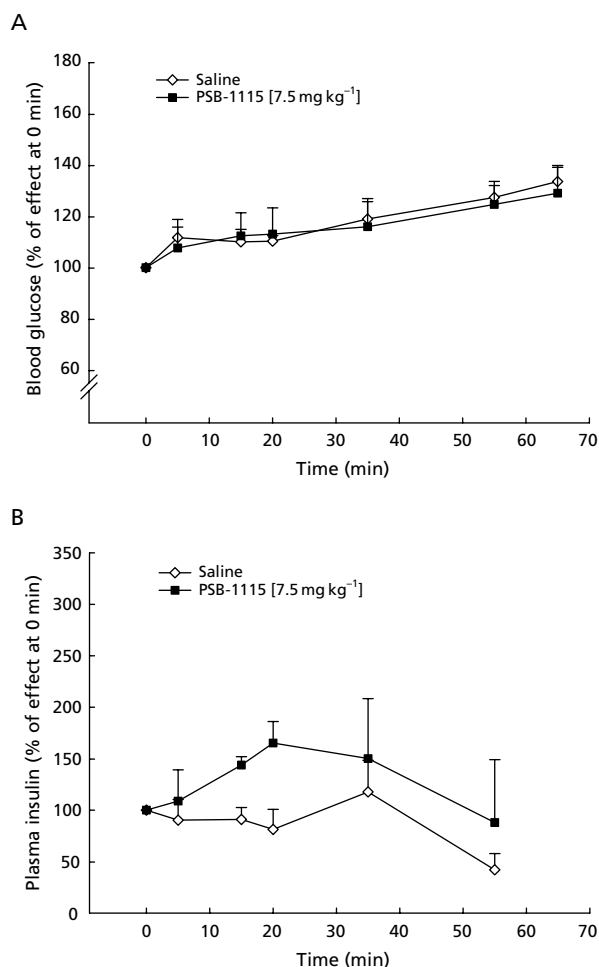 A
Blood glucose (% of effect at 0 min)
180
160
140
120
100
80
60
Saline
PSB-1115 [7.5 mg kg⁻¹]
0 10 20 30 40 50 60 70
Time (min)
B
Plasma insulin (% of effect at 0 min)
350
300
250
200
150
100
50
0
Saline
PSB-1115 [7.5 mg kg⁻¹]
0 10 20 30 40 50 60 70
Time (min)